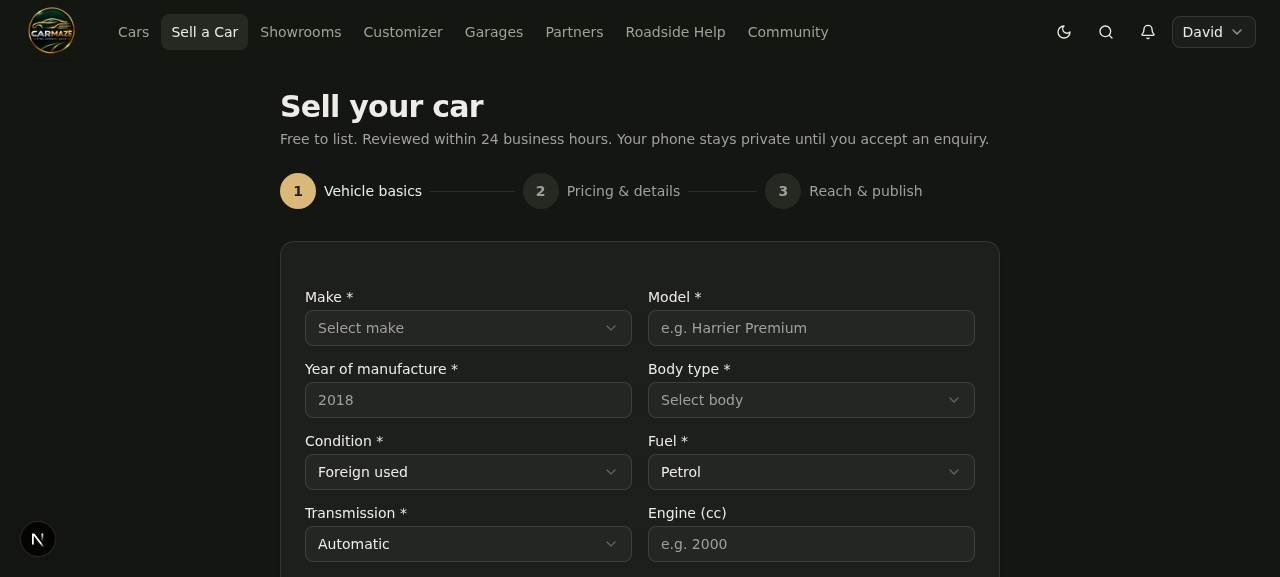 CARMAZE
Cars
Sell a Car
Showrooms
Customizer
Garages
Partners
Roadside Help
Community
David
Sell your car
Free to list. Reviewed within 24 business hours. Your phone stays private until you accept an enquiry.
1 Vehicle basics
2 Pricing & details
3 Reach & publish
Make *
Model *
Select make
e.g. Harrier Premium
Year of manufacture *
Body type *
2018
Select body
Condition *
Fuel *
Foreign used
Petrol
Transmission *
Engine (cc)
Automatic
e.g. 2000
N